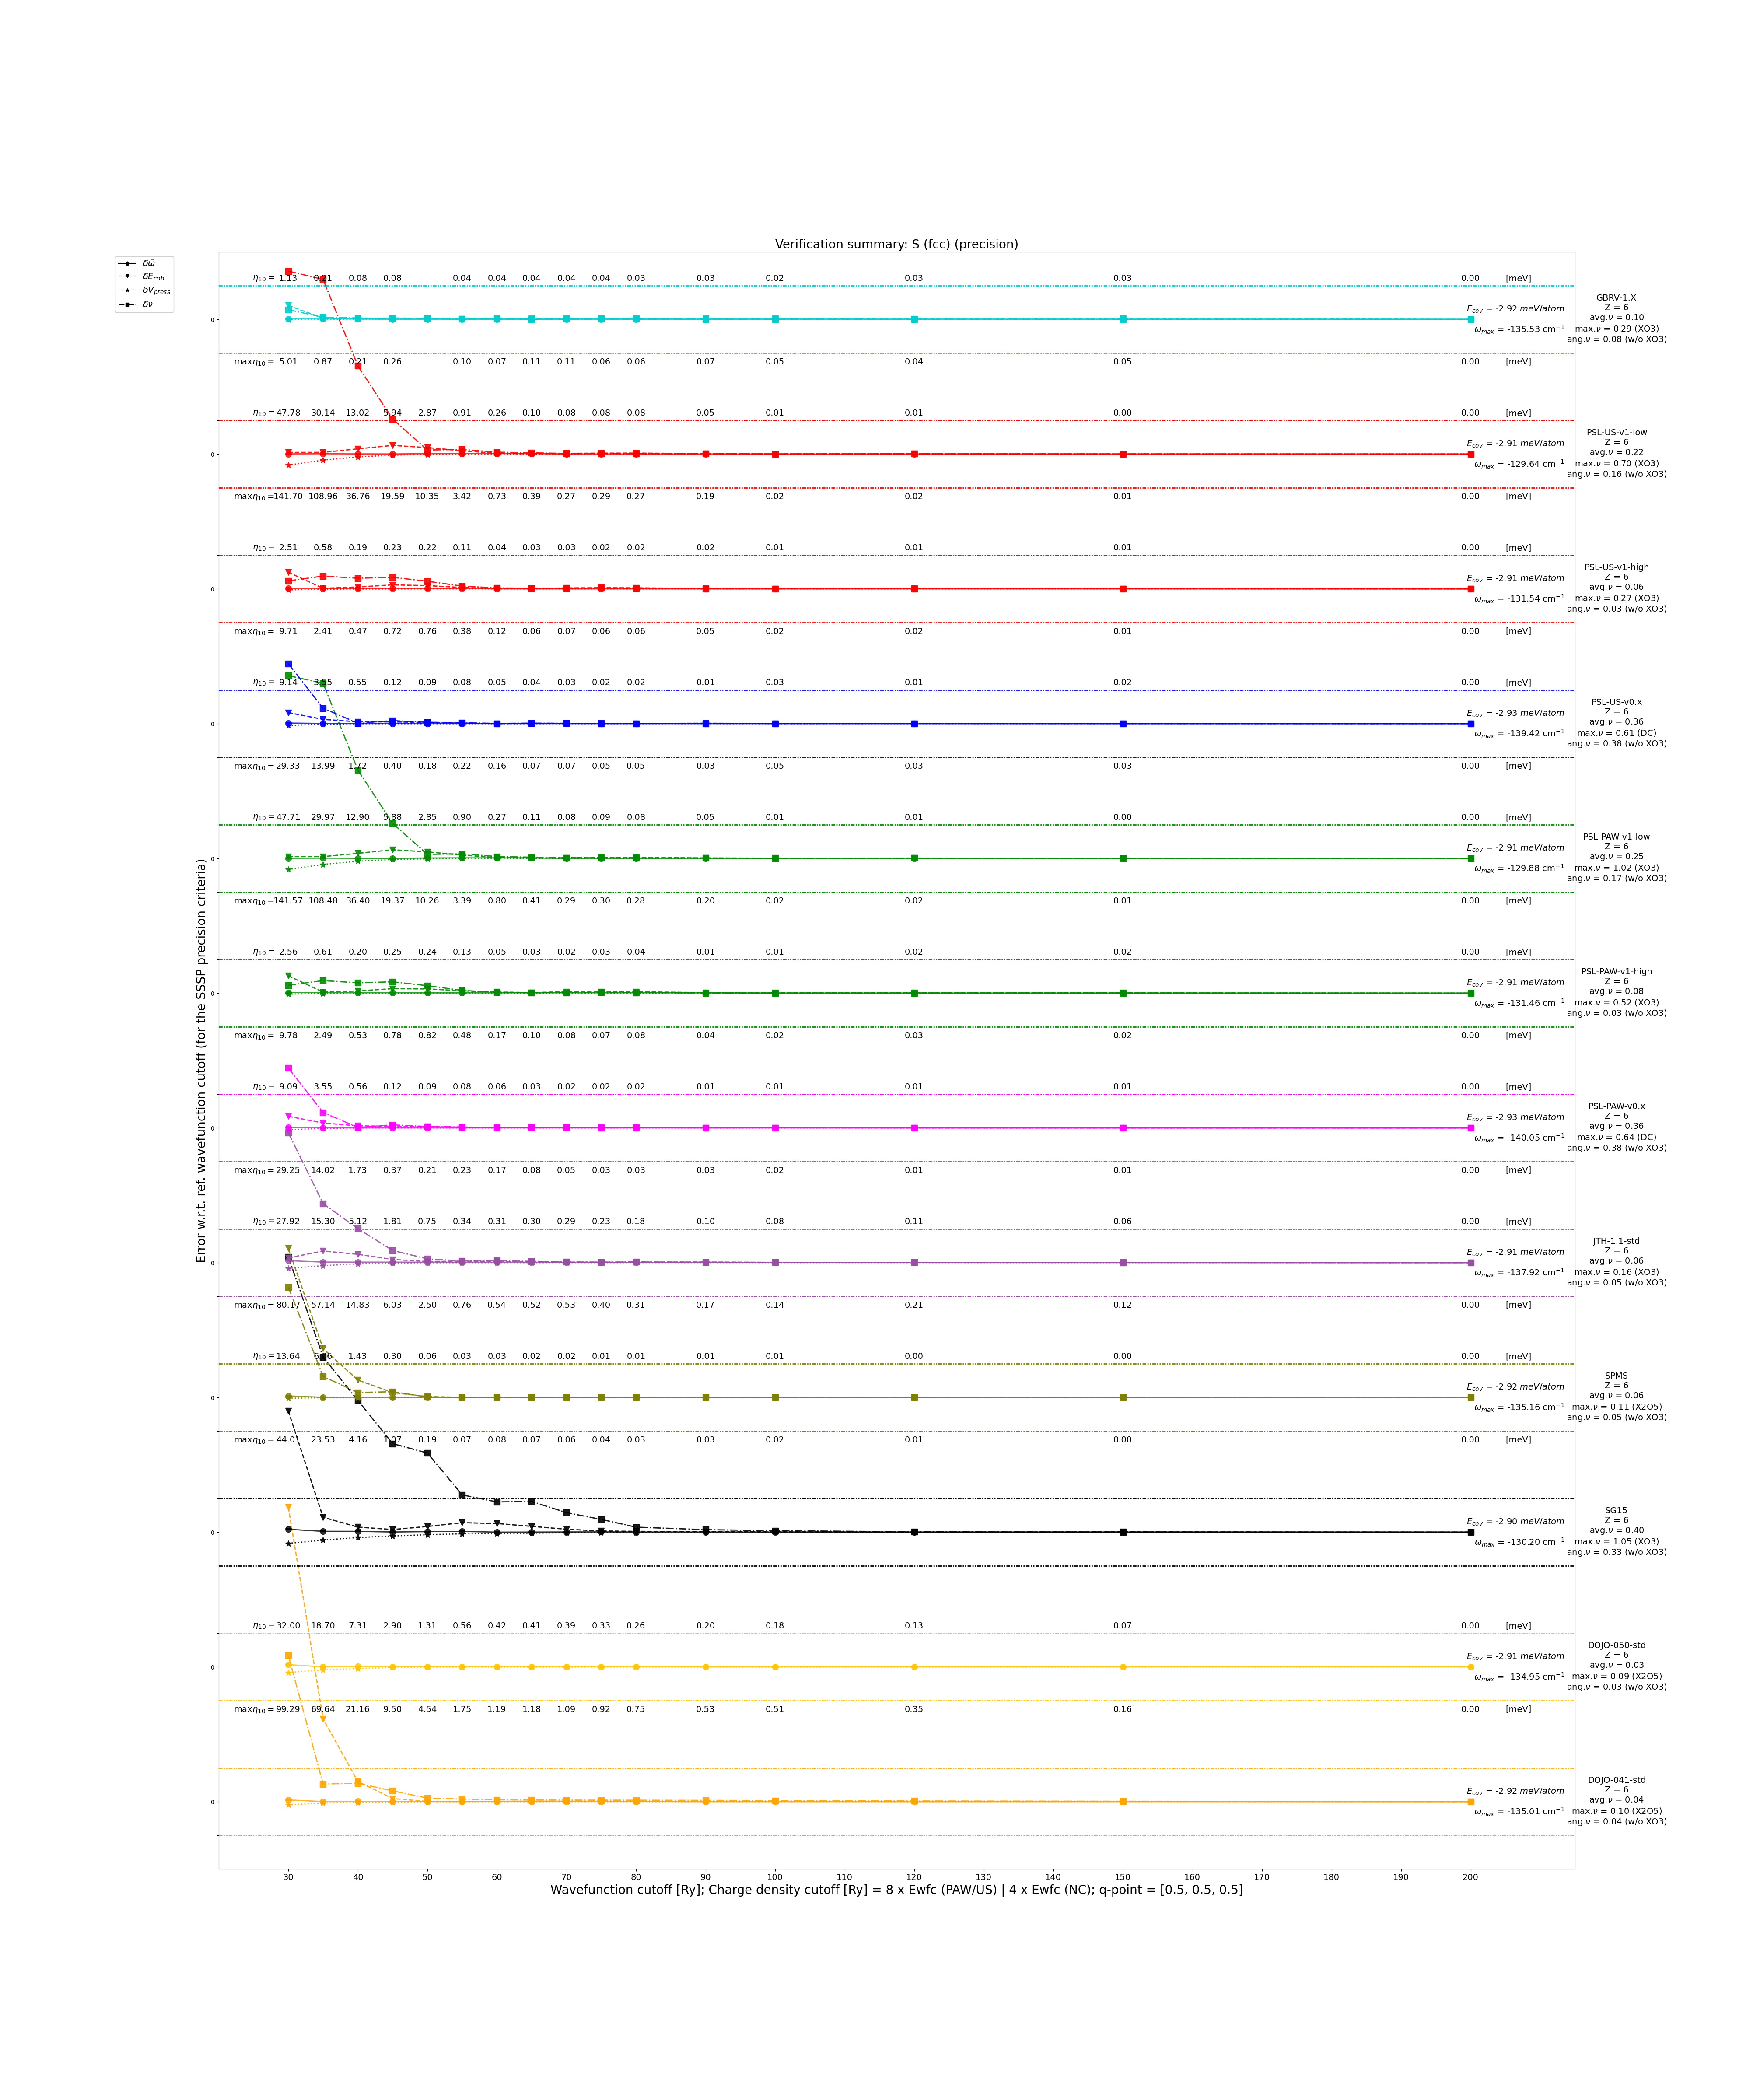 Verification summary: S (fcc) (precision)
δω̄
δE_coh
δV_press
δν
η₁₀ = 1.13 0.08 0.08 0.04 0.04 0.04 0.04 0.04 0.03 0.03 0.02 0.03 0.03 0.00 [meV]
GBRV-1.X
Z = 6
avg.ν = 0.10
max.ν = 0.29 (XO3)
ang.ν = 0.08 (w/o XO3)
0
E_cov = -2.92 meV/atom
ω_max = -135.53 cm⁻¹
maxη₁₀ = 5.01 0.87 0.21 0.26 0.10 0.07 0.11 0.11 0.06 0.06 0.07 0.05 0.04 0.05 0.00 [meV]
η₁₀ = 47.78 30.14 13.02 5.94 2.87 0.91 0.26 0.10 0.08 0.08 0.08 0.05 0.01 0.01 0.00 0.00 [meV]
PSL-US-v1-low
Z = 6
avg.ν = 0.22
max.ν = 0.70 (XO3)
ang.ν = 0.16 (w/o XO3)
0
E_cov = -2.91 meV/atom
ω_max = -129.64 cm⁻¹
maxη₁₀ = 141.70 108.96 36.76 19.59 10.35 3.42 0.73 0.39 0.27 0.29 0.27 0.19 0.02 0.02 0.01 0.00 [meV]
η₁₀ = 2.51 0.58 0.19 0.23 0.22 0.11 0.04 0.03 0.03 0.02 0.02 0.02 0.01 0.01 0.01 0.00 [meV]
PSL-US-v1-high
Z = 6
avg.ν = 0.06
max.ν = 0.27 (XO3)
ang.ν = 0.03 (w/o XO3)
0
E_cov = -2.91 meV/atom
ω_max = -131.54 cm⁻¹
maxη₁₀ = 9.71 2.41 0.47 0.72 0.76 0.38 0.12 0.06 0.07 0.06 0.06 0.05 0.02 0.02 0.01 0.00 [meV]
η₁₀ = 9.14 0.55 0.12 0.09 0.08 0.05 0.04 0.03 0.02 0.02 0.01 0.03 0.01 0.02 0.00 [meV]
PSL-US-v0.x
Z = 6
avg.ν = 0.36
max.ν = 0.61 (DC)
ang.ν = 0.38 (w/o XO3)
0
E_cov = -2.93 meV/atom
ω_max = -139.42 cm⁻¹
maxη₁₀ = 29.33 13.99 1.72 0.40 0.18 0.22 0.16 0.07 0.07 0.05 0.05 0.03 0.05 0.03 0.03 0.00 [meV]
η₁₀ = 47.71 29.97 12.90 5.88 2.85 0.90 0.27 0.11 0.08 0.09 0.08 0.05 0.01 0.01 0.00 0.00 [meV]
PSL-PAW-v1-low
Z = 6
avg.ν = 0.25
max.ν = 1.02 (XO3)
ang.ν = 0.17 (w/o XO3)
0
E_cov = -2.91 meV/atom
ω_max = -129.88 cm⁻¹
maxη₁₀ = 141.57 108.48 36.40 19.37 10.26 3.39 0.80 0.41 0.29 0.30 0.28 0.20 0.02 0.02 0.01 0.00 [meV]
η₁₀ = 2.56 0.61 0.20 0.25 0.24 0.13 0.05 0.03 0.02 0.03 0.04 0.01 0.01 0.02 0.02 0.00 [meV]
PSL-PAW-v1-high
Z = 6
avg.ν = 0.08
max.ν = 0.52 (XO3)
ang.ν = 0.03 (w/o XO3)
0
E_cov = -2.91 meV/atom
ω_max = -131.46 cm⁻¹
maxη₁₀ = 9.78 2.49 0.53 0.78 0.82 0.48 0.17 0.10 0.08 0.07 0.08 0.04 0.02 0.03 0.02 0.00 [meV]
η₁₀ = 9.09 3.55 0.56 0.12 0.09 0.08 0.06 0.03 0.02 0.02 0.02 0.01 0.01 0.01 0.01 0.00 [meV]
PSL-PAW-v0.x
Z = 6
avg.ν = 0.36
max.ν = 0.64 (DC)
ang.ν = 0.38 (w/o XO3)
0
E_cov = -2.93 meV/atom
ω_max = -140.05 cm⁻¹
maxη₁₀ = 29.25 14.02 1.73 0.37 0.21 0.23 0.17 0.08 0.05 0.03 0.03 0.03 0.02 0.01 0.01 0.00 [meV]
η₁₀ = 27.92 15.30 5.12 1.81 0.75 0.34 0.31 0.30 0.29 0.23 0.18 0.10 0.08 0.11 0.06 0.00 [meV]
JTH-1.1-std
Z = 6
avg.ν = 0.06
max.ν = 0.16 (XO3)
ang.ν = 0.05 (w/o XO3)
0
E_cov = -2.91 meV/atom
ω_max = -137.92 cm⁻¹
maxη₁₀ = 80.17 57.14 14.83 6.03 2.50 0.76 0.54 0.52 0.53 0.40 0.31 0.17 0.14 0.21 0.12 0.00 [meV]
η₁₀ = 13.64 1.43 0.30 0.06 0.03 0.03 0.02 0.02 0.01 0.01 0.01 0.01 0.00 0.00 0.00 [meV]
SPMS
Z = 6
avg.ν = 0.06
max.ν = 0.11 (X2O5)
ang.ν = 0.05 (w/o XO3)
0
E_cov = -2.92 meV/atom
ω_max = -135.16 cm⁻¹
maxη₁₀ = 44.01 23.53 4.16 1.07 0.19 0.07 0.08 0.07 0.06 0.04 0.03 0.03 0.02 0.01 0.00 0.00 [meV]
SG15
Z = 6
avg.ν = 0.40
max.ν = 1.05 (XO3)
ang.ν = 0.33 (w/o XO3)
0
E_cov = -2.90 meV/atom
ω_max = -130.20 cm⁻¹
η₁₀ = 32.00 18.70 7.31 2.90 1.31 0.56 0.42 0.41 0.39 0.33 0.26 0.20 0.18 0.13 0.07 0.00 [meV]
DOJO-050-std
Z = 6
avg.ν = 0.03
max.ν = 0.09 (X2O5)
ang.ν = 0.03 (w/o XO3)
0
E_cov = -2.91 meV/atom
ω_max = -134.95 cm⁻¹
maxη₁₀ = 99.29 69.64 21.16 9.50 4.54 1.75 1.19 1.18 1.09 0.92 0.75 0.53 0.51 0.35 0.16 0.00 [meV]
DOJO-041-std
Z = 6
avg.ν = 0.04
max.ν = 0.10 (X2O5)
ang.ν = 0.04 (w/o XO3)
0
E_cov = -2.92 meV/atom
ω_max = -135.01 cm⁻¹
30 40 50 60 70 80 90 100 110 120 130 140 150 160 170 180 190 200
Wavefunction cutoff [Ry]; Charge density cutoff [Ry] = 8 x Ewfc (PAW/US) | 4 x Ewfc (NC); q-point = [0.5, 0.5, 0.5]
Error w.r.t. ref. wavefunction cutoff (for the SSSP precision criteria)